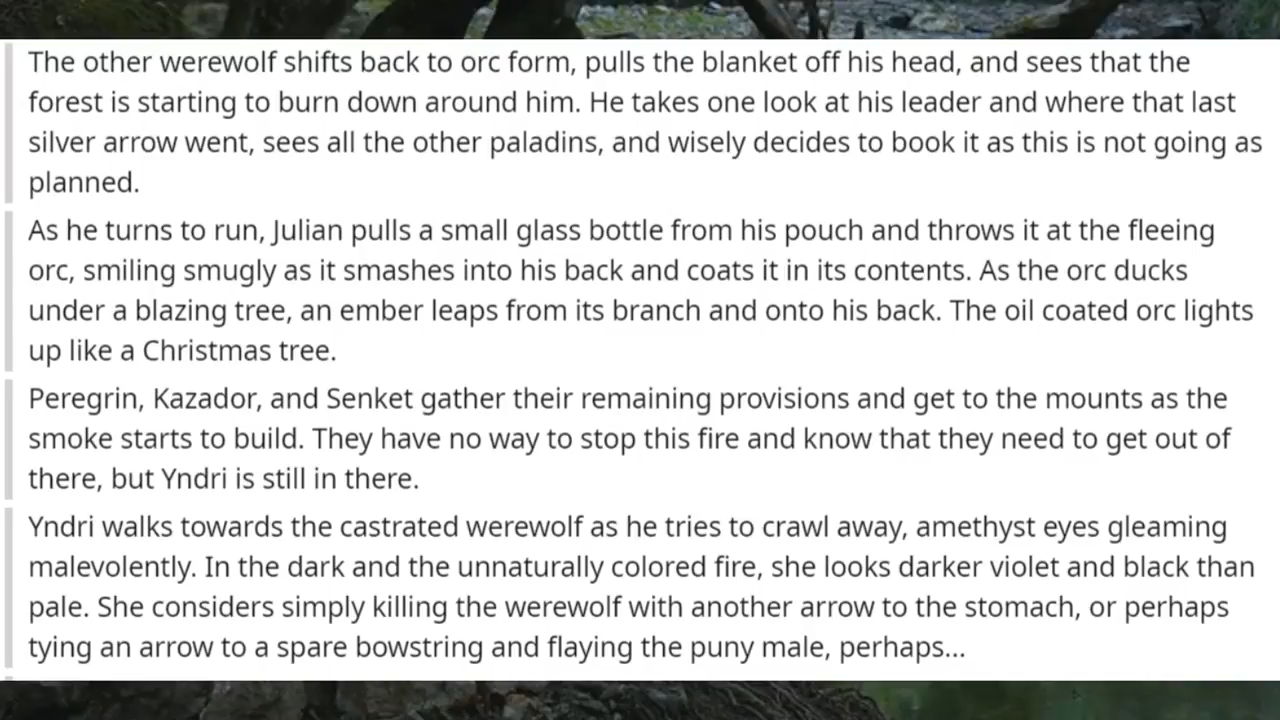 The other werewolf shifts back to orc form, pulls the blanket off his head, and sees that the
forest is starting to burn down around him. He takes one look at his leader and where that last
silver arrow went, sees all the other paladins, and wisely decides to book it as this is not going as
planned.
As he turns to run, Julian pulls a small glass bottle from his pouch and throws it at the fleeing
orc, smiling smugly as it smashes into his back and coats it in its contents. As the orc ducks
under a blazing tree, an ember leaps from its branch and onto his back. The oil coated orc lights
up like a Christmas tree.
Peregrin, Kazador, and Senket gather their remaining provisions and get to the mounts as the
smoke starts to build. They have no way to stop this fire and know that they need to get out of
there, but Yndri is still in there.
Yndri walks towards the castrated werewolf as he tries to crawl away, amethyst eyes gleaming
malevolently. In the dark and the unnaturally colored fire, she looks darker violet and black than
pale. She considers simply killing the werewolf with another arrow to the stomach, or perhaps
tying an arrow to a spare bowstring and flaying the puny male, perhaps...